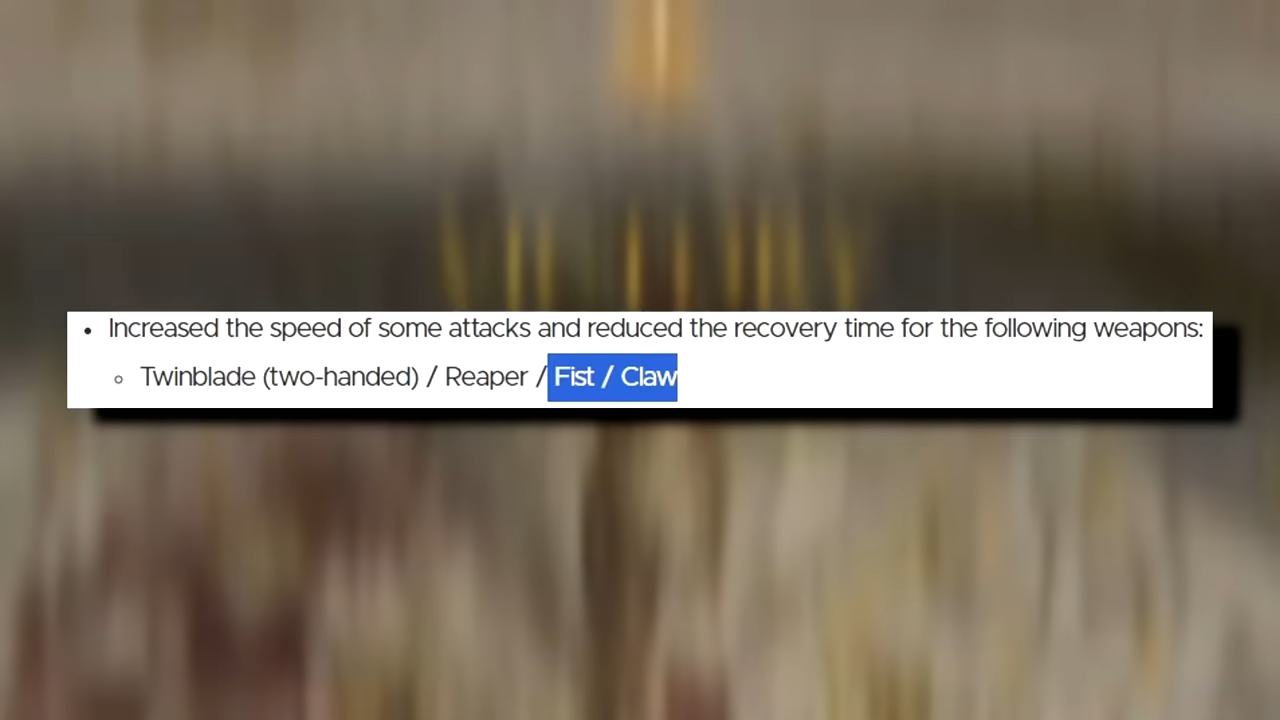 • Increased the speed of some attacks and reduced the recovery time for the following weapons:
◦ Twinblade (two-handed) / Reaper / Fist / Claw